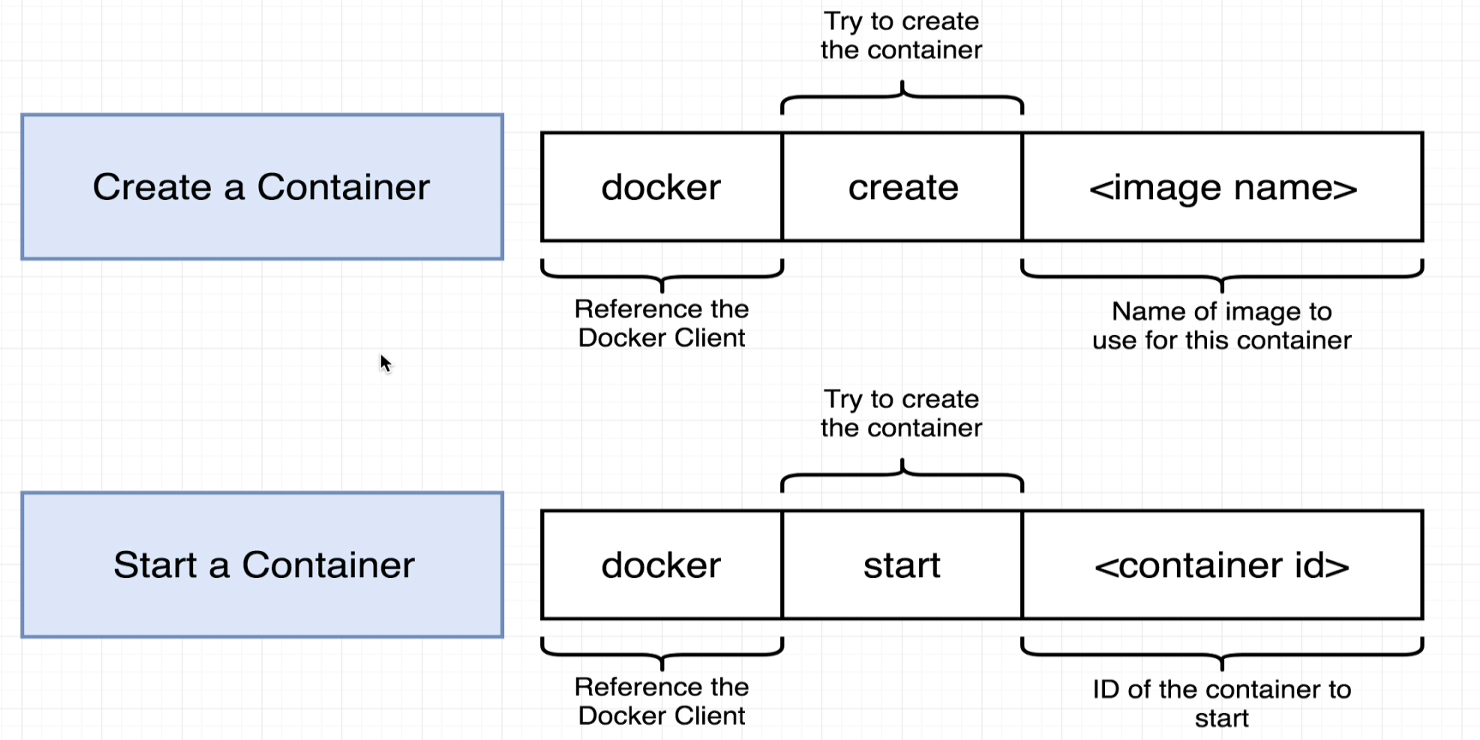 Try to create
the container
Create a Container
docker
create
<image name>
Reference the
Docker Client
Name of image to
use for this container
Try to create
the container
Start a Container
docker
start
<container id>
Reference the
Docker Client
ID of the container to
start